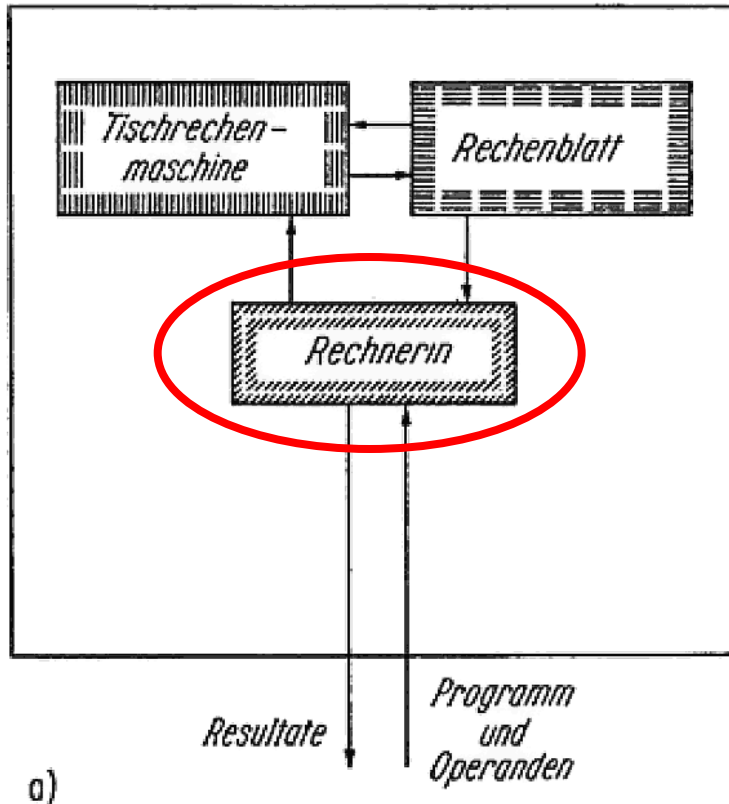 Tischrechen-
maschine
Rechenblatt
Rechnerin
Resultate
Programm
und
Operanden
a)